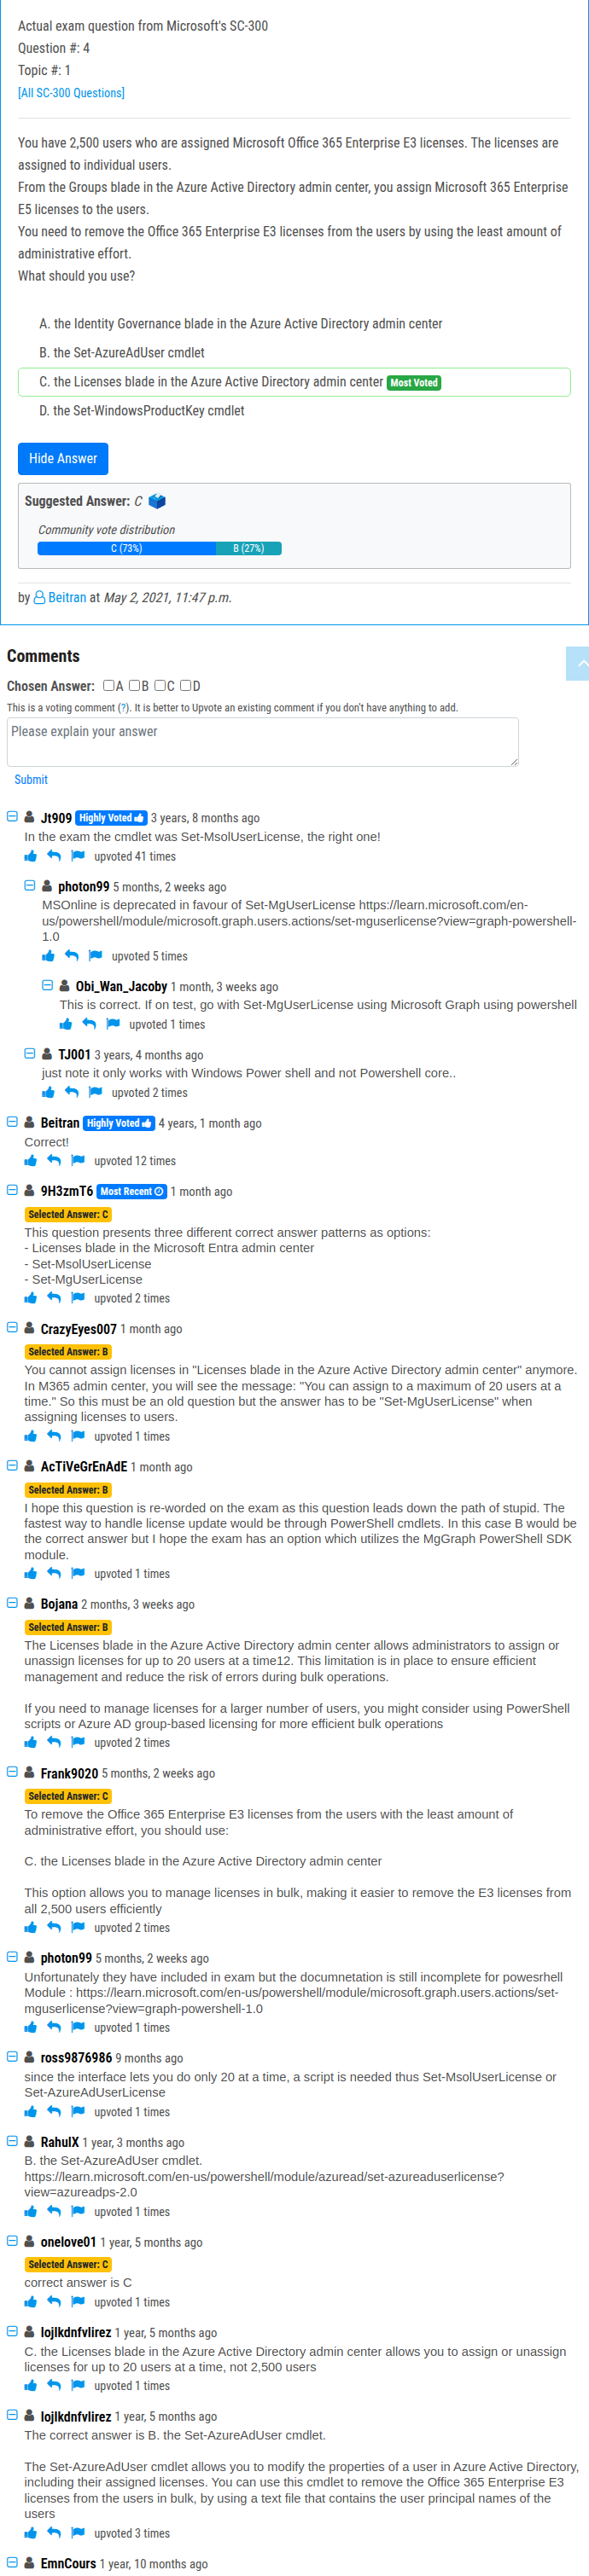 Actual exam question from Microsoft's SC-300
Question #: 4
Topic #: 1
[All SC-300 Questions]
You have 2,500 users who are assigned Microsoft Office 365 Enterprise E3 licenses. The licenses are
assigned to individual users.
From the Groups blade in the Azure Active Directory admin center, you assign Microsoft 365 Enterprise
E5 licenses to the users.
You need to remove the Office 365 Enterprise E3 licenses from the users by using the least amount of
administrative effort.
What should you use?
A. the Identity Governance blade in the Azure Active Directory admin center
B. the Set-AzureAdUser cmdlet
C. the Licenses blade in the Azure Active Directory admin center Most Voted
D. the Set-WindowsProductKey cmdlet
Hide Answer
Suggested Answer: C
Community vote distribution
C (73%) B (27%)
by Beitran at May 2, 2021, 11:47 p.m.
Comments
Chosen Answer: A B C D
This is a voting comment (?). It is better to Upvote an existing comment if you don't have anything to add.
Please explain your answer
Submit
Jt909 Highly Voted 3 years, 8 months ago
In the exam the cmdlet was Set-MsolUserLicense, the right one!
upvoted 41 times
photon99 5 months, 2 weeks ago
MSOnline is deprecated in favour of Set-MgUserLicense https://learn.microsoft.com/en-
us/powershell/module/microsoft.graph.users.actions/set-mguserlicense?view=graph-powershell-
1.0
upvoted 5 times
Obi_Wan_Jacoby 1 month, 3 weeks ago
This is correct. If on test, go with Set-MgUserLicense using Microsoft Graph using powershell
upvoted 1 times
TJ001 3 years, 4 months ago
just note it only works with Windows Power shell and not Powershell core..
upvoted 2 times
Beitran Highly Voted 4 years, 1 month ago
Correct!
upvoted 12 times
9H3zmT6 Most Recent 1 month ago
Selected Answer: C
This question presents three different correct answer patterns as options:
- Licenses blade in the Microsoft Entra admin center
- Set-MsolUserLicense
- Set-MgUserLicense
upvoted 2 times
CrazyEyes007 1 month ago
Selected Answer: B
You cannot assign licenses in "Licenses blade in the Azure Active Directory admin center" anymore.
In M365 admin center, you will see the message: "You can assign to a maximum of 20 users at a
time." So this must be an old question but the answer has to be "Set-MgUserLicense" when
assigning licenses to users.
upvoted 1 times
AcTiVeGrEnAdE 1 month ago
Selected Answer: B
I hope this question is re-worded on the exam as this question leads down the path of stupid. The
fastest way to handle license update would be through PowerShell cmdlets. In this case B would be
the correct answer but I hope the exam has an option which utilizes the MgGraph PowerShell SDK
module.
upvoted 1 times
Bojana 2 months, 3 weeks ago
Selected Answer: B
The Licenses blade in the Azure Active Directory admin center allows administrators to assign or
unassign licenses for up to 20 users at a time12. This limitation is in place to ensure efficient
management and reduce the risk of errors during bulk operations.
If you need to manage licenses for a larger number of users, you might consider using PowerShell
scripts or Azure AD group-based licensing for more efficient bulk operations
upvoted 2 times
Frank9020 5 months, 2 weeks ago
Selected Answer: C
To remove the Office 365 Enterprise E3 licenses from the users with the least amount of
administrative effort, you should use:
C. the Licenses blade in the Azure Active Directory admin center
This option allows you to manage licenses in bulk, making it easier to remove the E3 licenses from
all 2,500 users efficiently
upvoted 2 times
photon99 5 months, 2 weeks ago
Unfortunately they have included in exam but the documnetation is still incomplete for powesrhell
Module : https://learn.microsoft.com/en-us/powershell/module/microsoft.graph.users.actions/set-
mguserlicense?view=graph-powershell-1.0
upvoted 1 times
ross9876986 9 months ago
since the interface lets you do only 20 at a time, a script is needed thus Set-MsolUserLicense or
Set-AzureAdUserLicense
upvoted 1 times
RahulX 1 year, 3 months ago
B. the Set-AzureAdUser cmdlet.
https://learn.microsoft.com/en-us/powershell/module/azuread/set-azureaduserlicense?
view=azureadps-2.0
upvoted 1 times
onelove01 1 year, 5 months ago
Selected Answer: C
correct answer is C
upvoted 1 times
lojlkdnfvlirez 1 year, 5 months ago
C. the Licenses blade in the Azure Active Directory admin center allows you to assign or unassign
licenses for up to 20 users at a time, not 2,500 users
upvoted 1 times
lojlkdnfvlirez 1 year, 5 months ago
The correct answer is B. the Set-AzureAdUser cmdlet.
The Set-AzureAdUser cmdlet allows you to modify the properties of a user in Azure Active Directory,
including their assigned licenses. You can use this cmdlet to remove the Office 365 Enterprise E3
licenses from the users in bulk, by using a text file that contains the user principal names of the
users
upvoted 3 times
EmnCours 1 year, 10 months ago